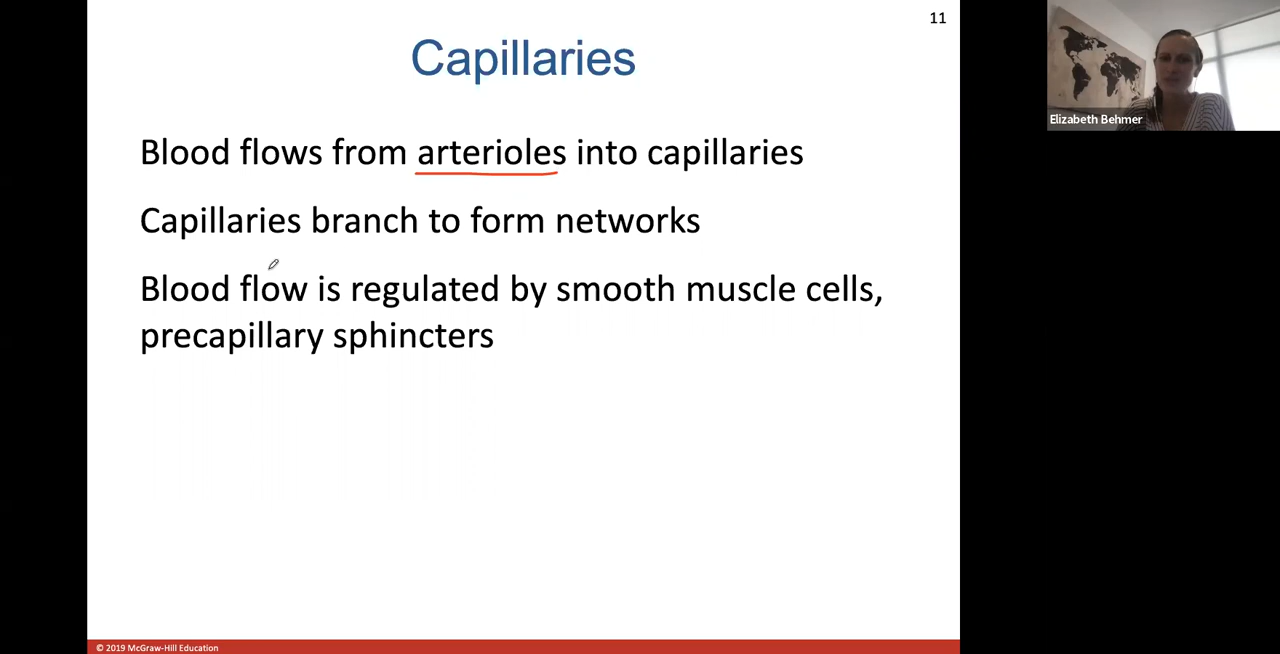 11
Capillaries
Elizabeth Behmer
Blood flows from arterioles into capillaries
Capillaries branch to form networks
Blood flow is regulated by smooth muscle cells,
precapillary sphincters
© 2019 McGraw-Hill Education